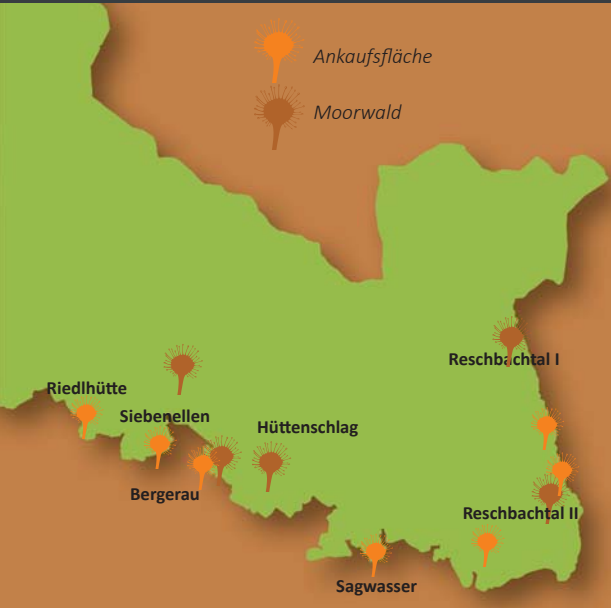 Ankaufsfläche
Moorwald
Reschbachtal I
Riedlhütte
Siebenellen
Hüttenschlag
Bergerau
Reschbachtal II
Sagwasser